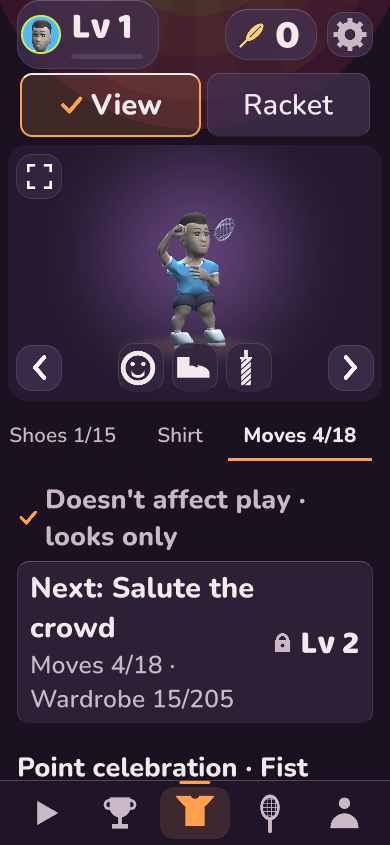 Lv 1
0
View
Racket
Shoes 1/15
Shirt
Moves 4/18
Doesn't affect play ·
looks only
Next: Salute the
crowd
Lv 2
Moves 4/18 ·
Wardrobe 15/205
Point celebration · Fist